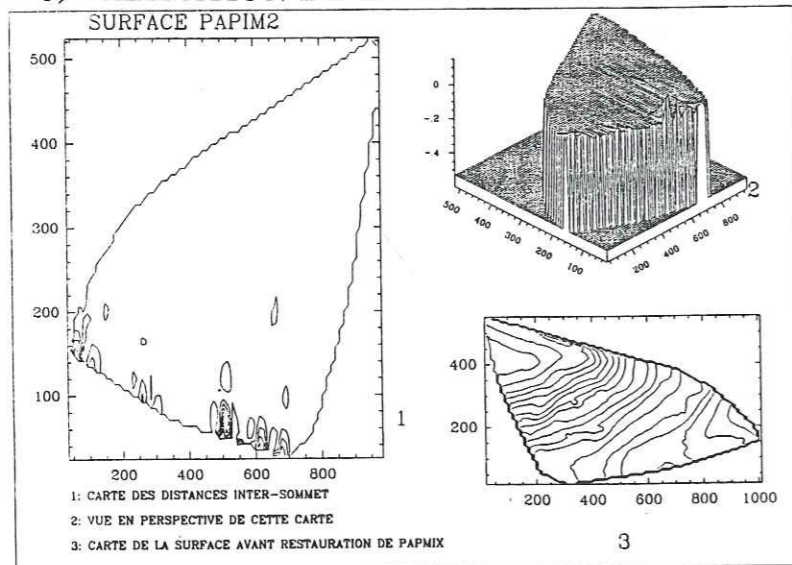 SURFACE PAPIM2
500
400
300
200
100
200 400 600 800
1
0
-.2
-.4
500 400 300 200 100
200 400 600 800
2
400
200
200 400 600 800 1000
3
1: CARTE DES DISTANCES INTER-SOMMET
2: VUE EN PERSPECTIVE DE CETTE CARTE
3: CARTE DE LA SURFACE AVANT RESTAURATION DE PAPMIX